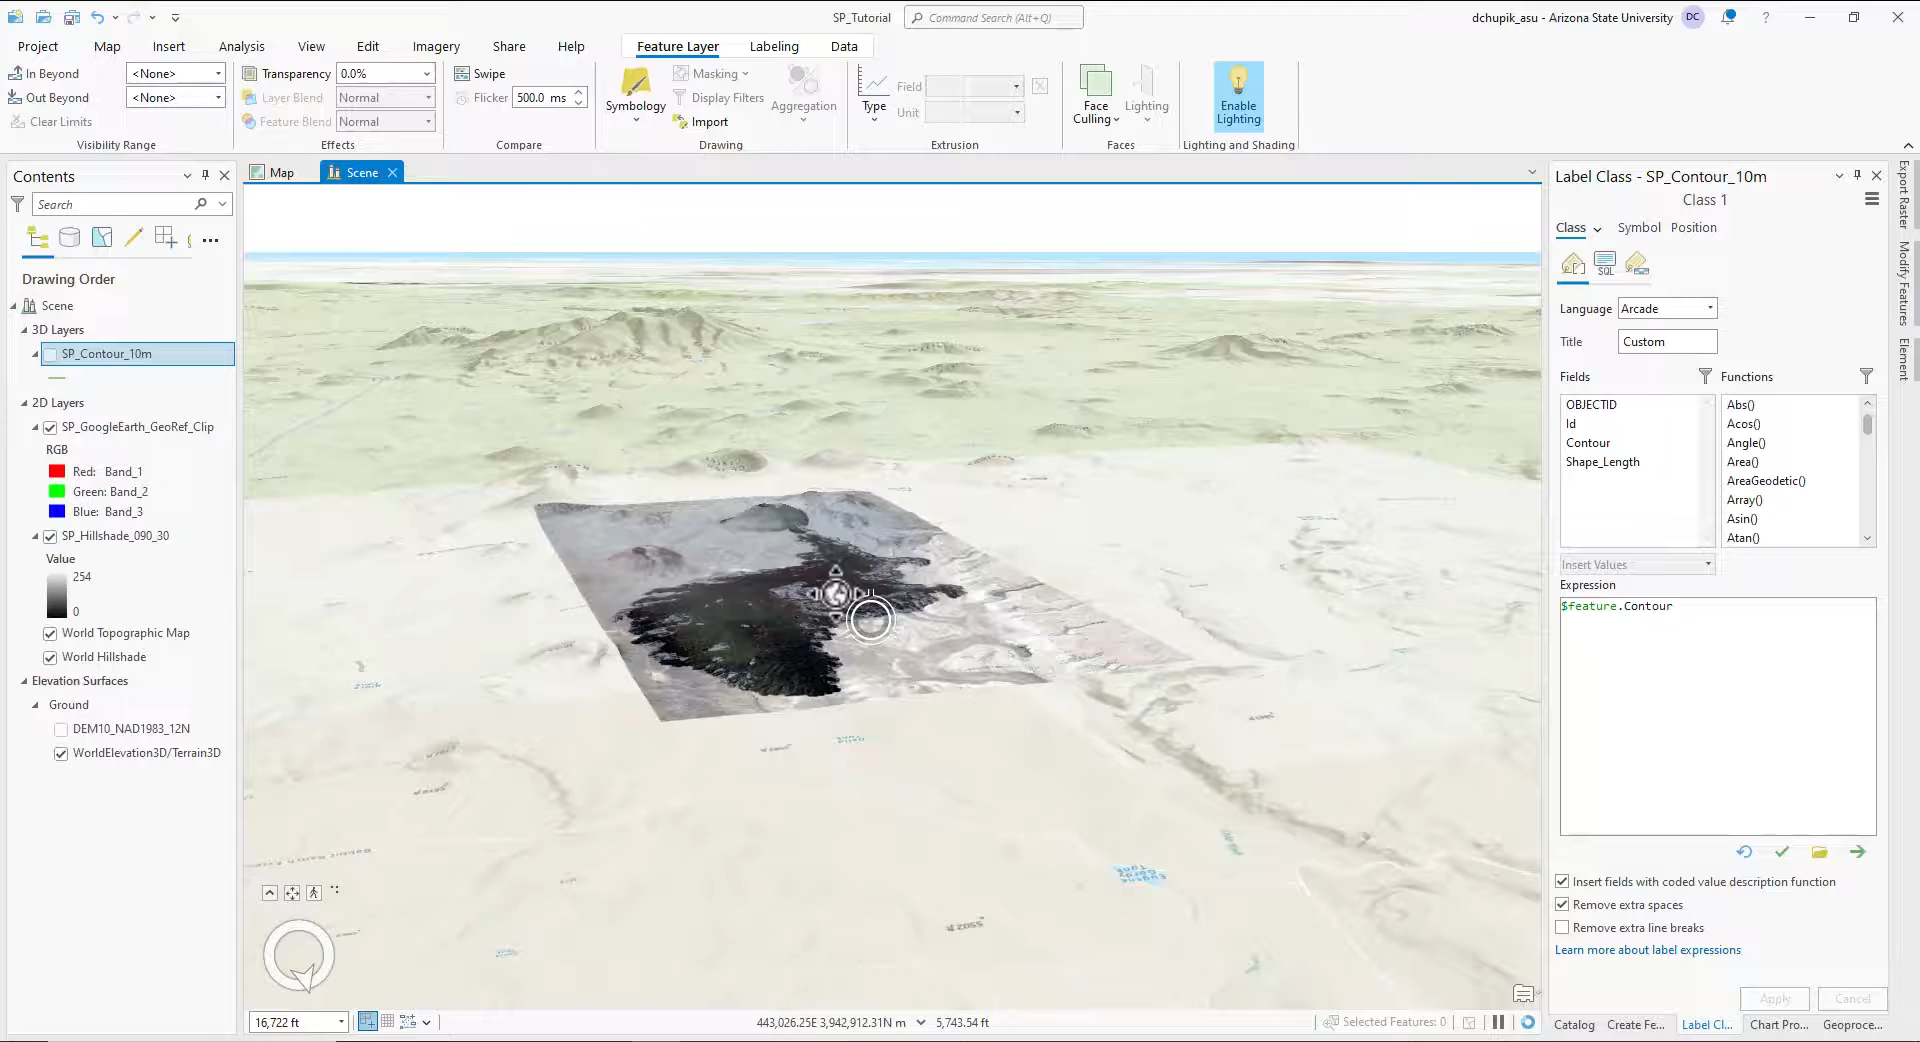 SP_Tutorial
Command Search (Alt+Q)
dchupik_asu - Arizona State University
DC
?
Project
Map
Insert
Analysis
View
Edit
Imagery
Share
Help
Feature Layer
Labeling
Data
In Beyond
<None>
Out Beyond
<None>
Clear Limits
Visibility Range
Transparency
0.0%
Layer Blend
Normal
Feature Blend
Normal
Effects
Swipe
Flicker
500.0 ms
Compare
Symbology
Masking
Display Filters
Import
Aggregation
Drawing
Type
Field
Unit
Extrusion
Face
Culling
Lighting
Faces
Enable
Lighting
Lighting and Shading
Contents
Search
Drawing Order
Scene
3D Layers
SP_Contour_10m
2D Layers
SP_GoogleEarth_GeoRef_Clip
RGB
Red: Band_1
Green: Band_2
Blue: Band_3
SP_Hillshade_090_30
Value
254
0
World Topographic Map
World Hillshade
Elevation Surfaces
Ground
DEM10_NAD1983_12N
WorldElevation3D/Terrain3D
Map
Scene
16,722 ft
443,026.25E 3,942,912.31N m
5,743.54 ft
Selected Features: 0
Label Class - SP_Contour_10m
Class 1
Class
Symbol
Position
SQL
Language
Arcade
Title
Custom
Fields
Functions
OBJECTID
Id
Contour
Shape_Length
Abs()
Acos()
Angle()
Area()
AreaGeodetic()
Array()
Asin()
Atan()
Insert Values
Expression
$feature.Contour
Insert fields with coded value description function
Remove extra spaces
Remove extra line breaks
Learn more about label expressions
Apply
Cancel
Catalog
Create Fe...
Label Cl...
Chart Pro...
Geoproce...
Export Raster
Modify Features
Element